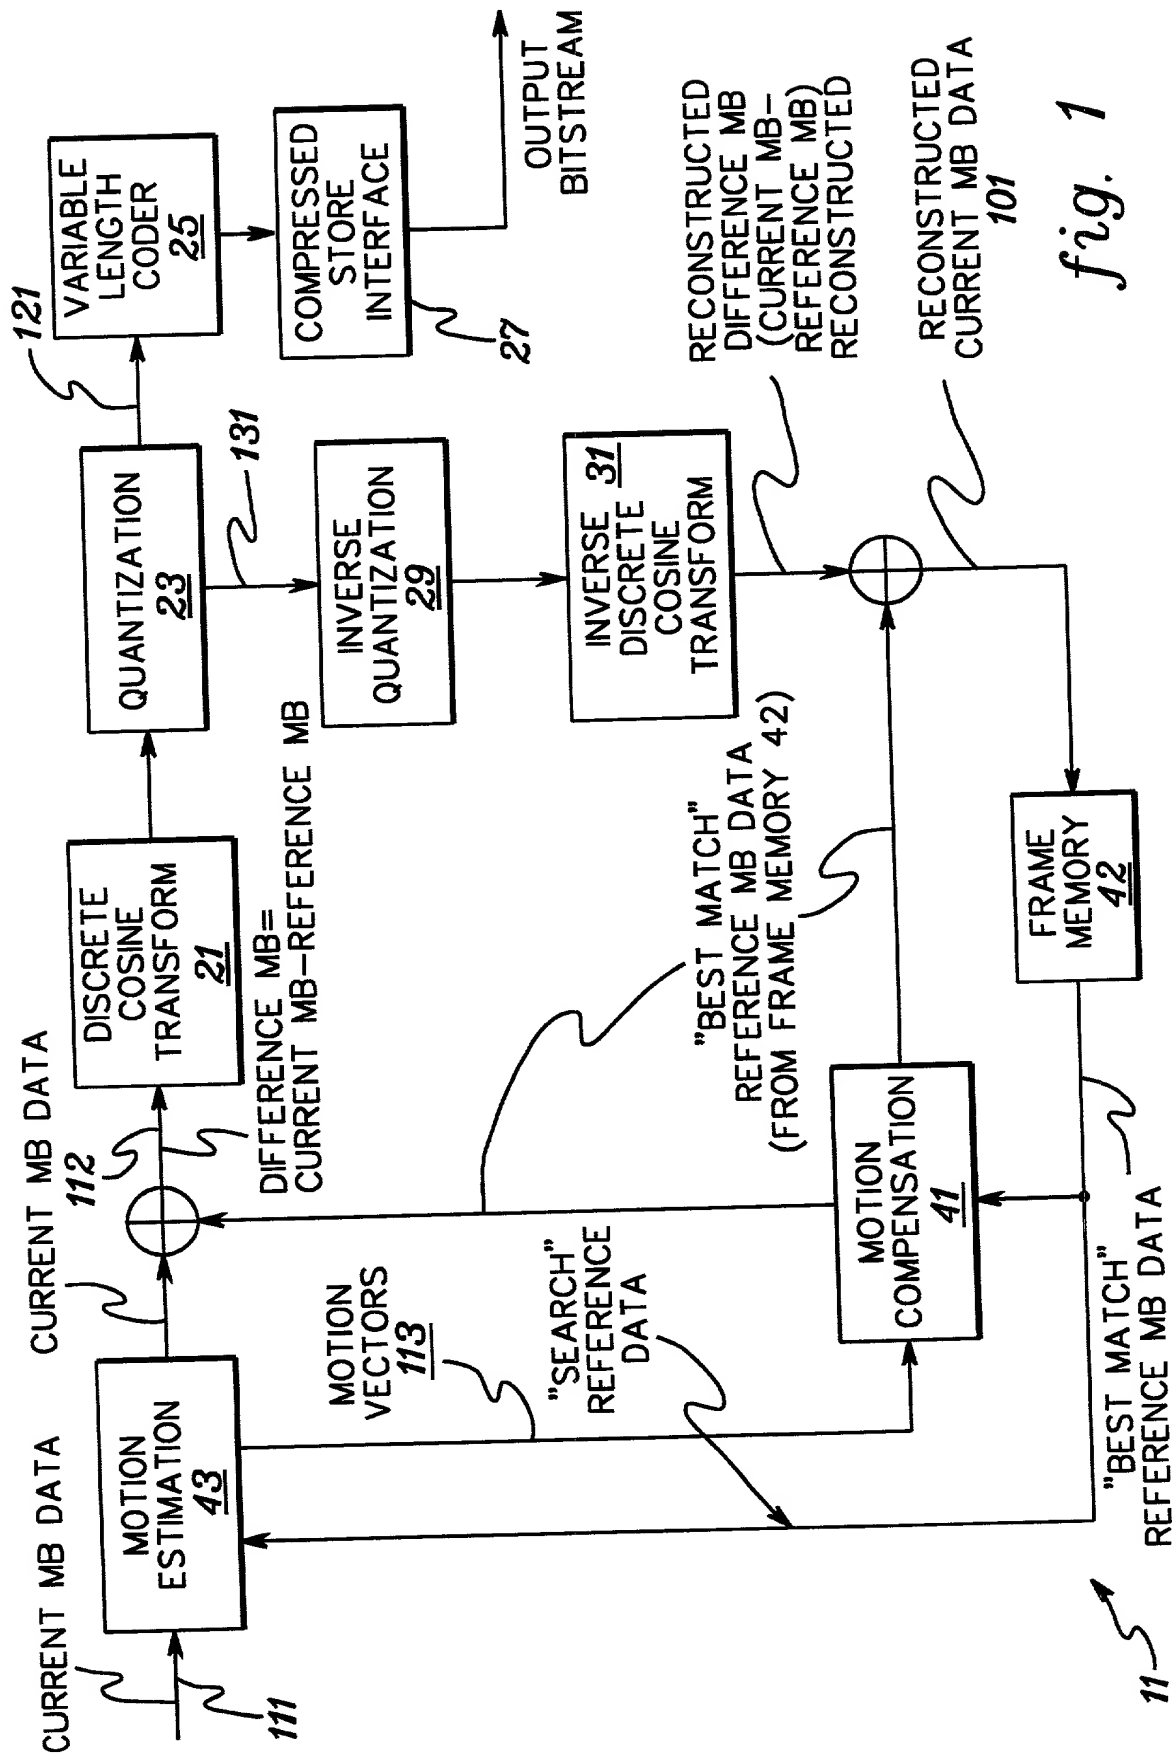 CURRENT MB DATA
111
MOTION
ESTIMATION
43
CURRENT MB DATA
112
DIFFERENCE MB=
CURRENT MB-REFERENCE MB
DISCRETE
COSINE
TRANSFORM
21
QUANTIZATION
23
121
VARIABLE
LENGTH
CODER
25
COMPRESSED
STORE
INTERFACE
27
OUTPUT
BITSTREAM
131
INVERSE
QUANTIZATION
29
INVERSE 31
DISCRETE
COSINE
TRANSFORM
RECONSTRUCTED
DIFFERENCE MB
(CURRENT MB-
REFERENCE MB)
RECONSTRUCTED
MOTION
VECTORS
113
"SEARCH"
REFERENCE
DATA
"BEST MATCH"
REFERENCE MB DATA
(FROM FRAME MEMORY 42)
MOTION
COMPENSATION
41
RECONSTRUCTED
CURRENT MB DATA
101
FRAME
MEMORY
42
"BEST MATCH"
REFERENCE MB DATA
11
fig. 1